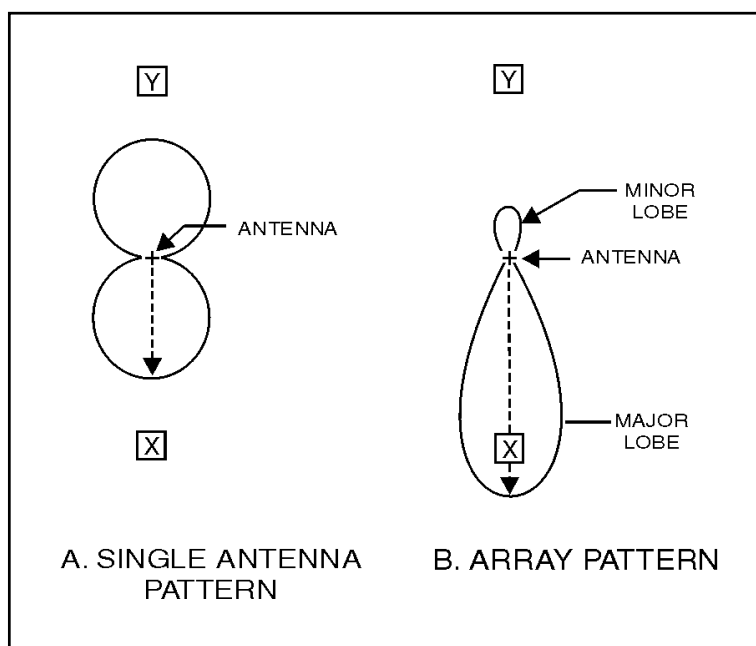 Y
ANTENNA
X
A. SINGLE ANTENNA
PATTERN
Y
MINOR
LOBE
ANTENNA
MAJOR
LOBE
X
B. ARRAY PATTERN